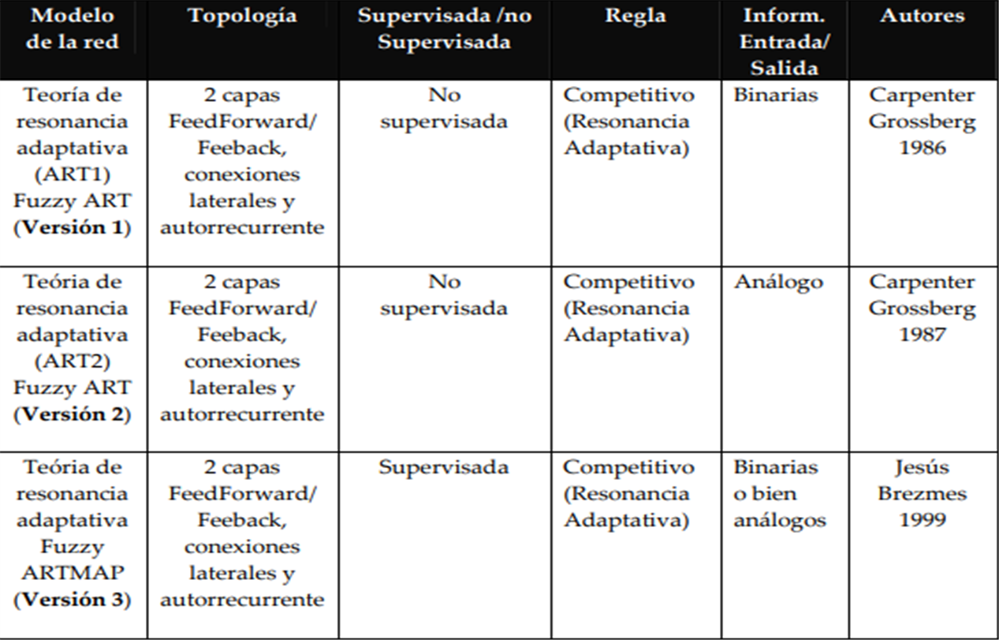 Modelo
de la red
Topología
Supervisada /no
Supervisada
Regla
Inform.
Entrada/
Salida
Autores
Teoría de
resonancia
adaptativa
(ART1)
Fuzzy ART
(Versión 1)
2 capas
FeedForward/
Feeback,
conexiones
laterales y
autorrecurrente
No
supervisada
Competitivo
(Resonancia
Adaptativa)
Binarias
Carpenter
Grossberg
1986
Teória de
resonancia
adaptativa
(ART2)
Fuzzy ART
(Versión 2)
2 capas
FeedForward/
Feeback,
conexiones
laterales y
autorrecurrente
No
supervisada
Competitivo
(Resonancia
Adaptativa)
Análogo
Carpenter
Grossberg
1987
Teória de
resonancia
adaptativa
Fuzzy
ARTMAP
(Versión 3)
2 capas
FeedForward/
Feeback,
conexiones
laterales y
autorrecurrente
Supervisada
Competitivo
(Resonancia
Adaptativa)
Binarias
o bien
análogos
Jesús
Brezmes
1999